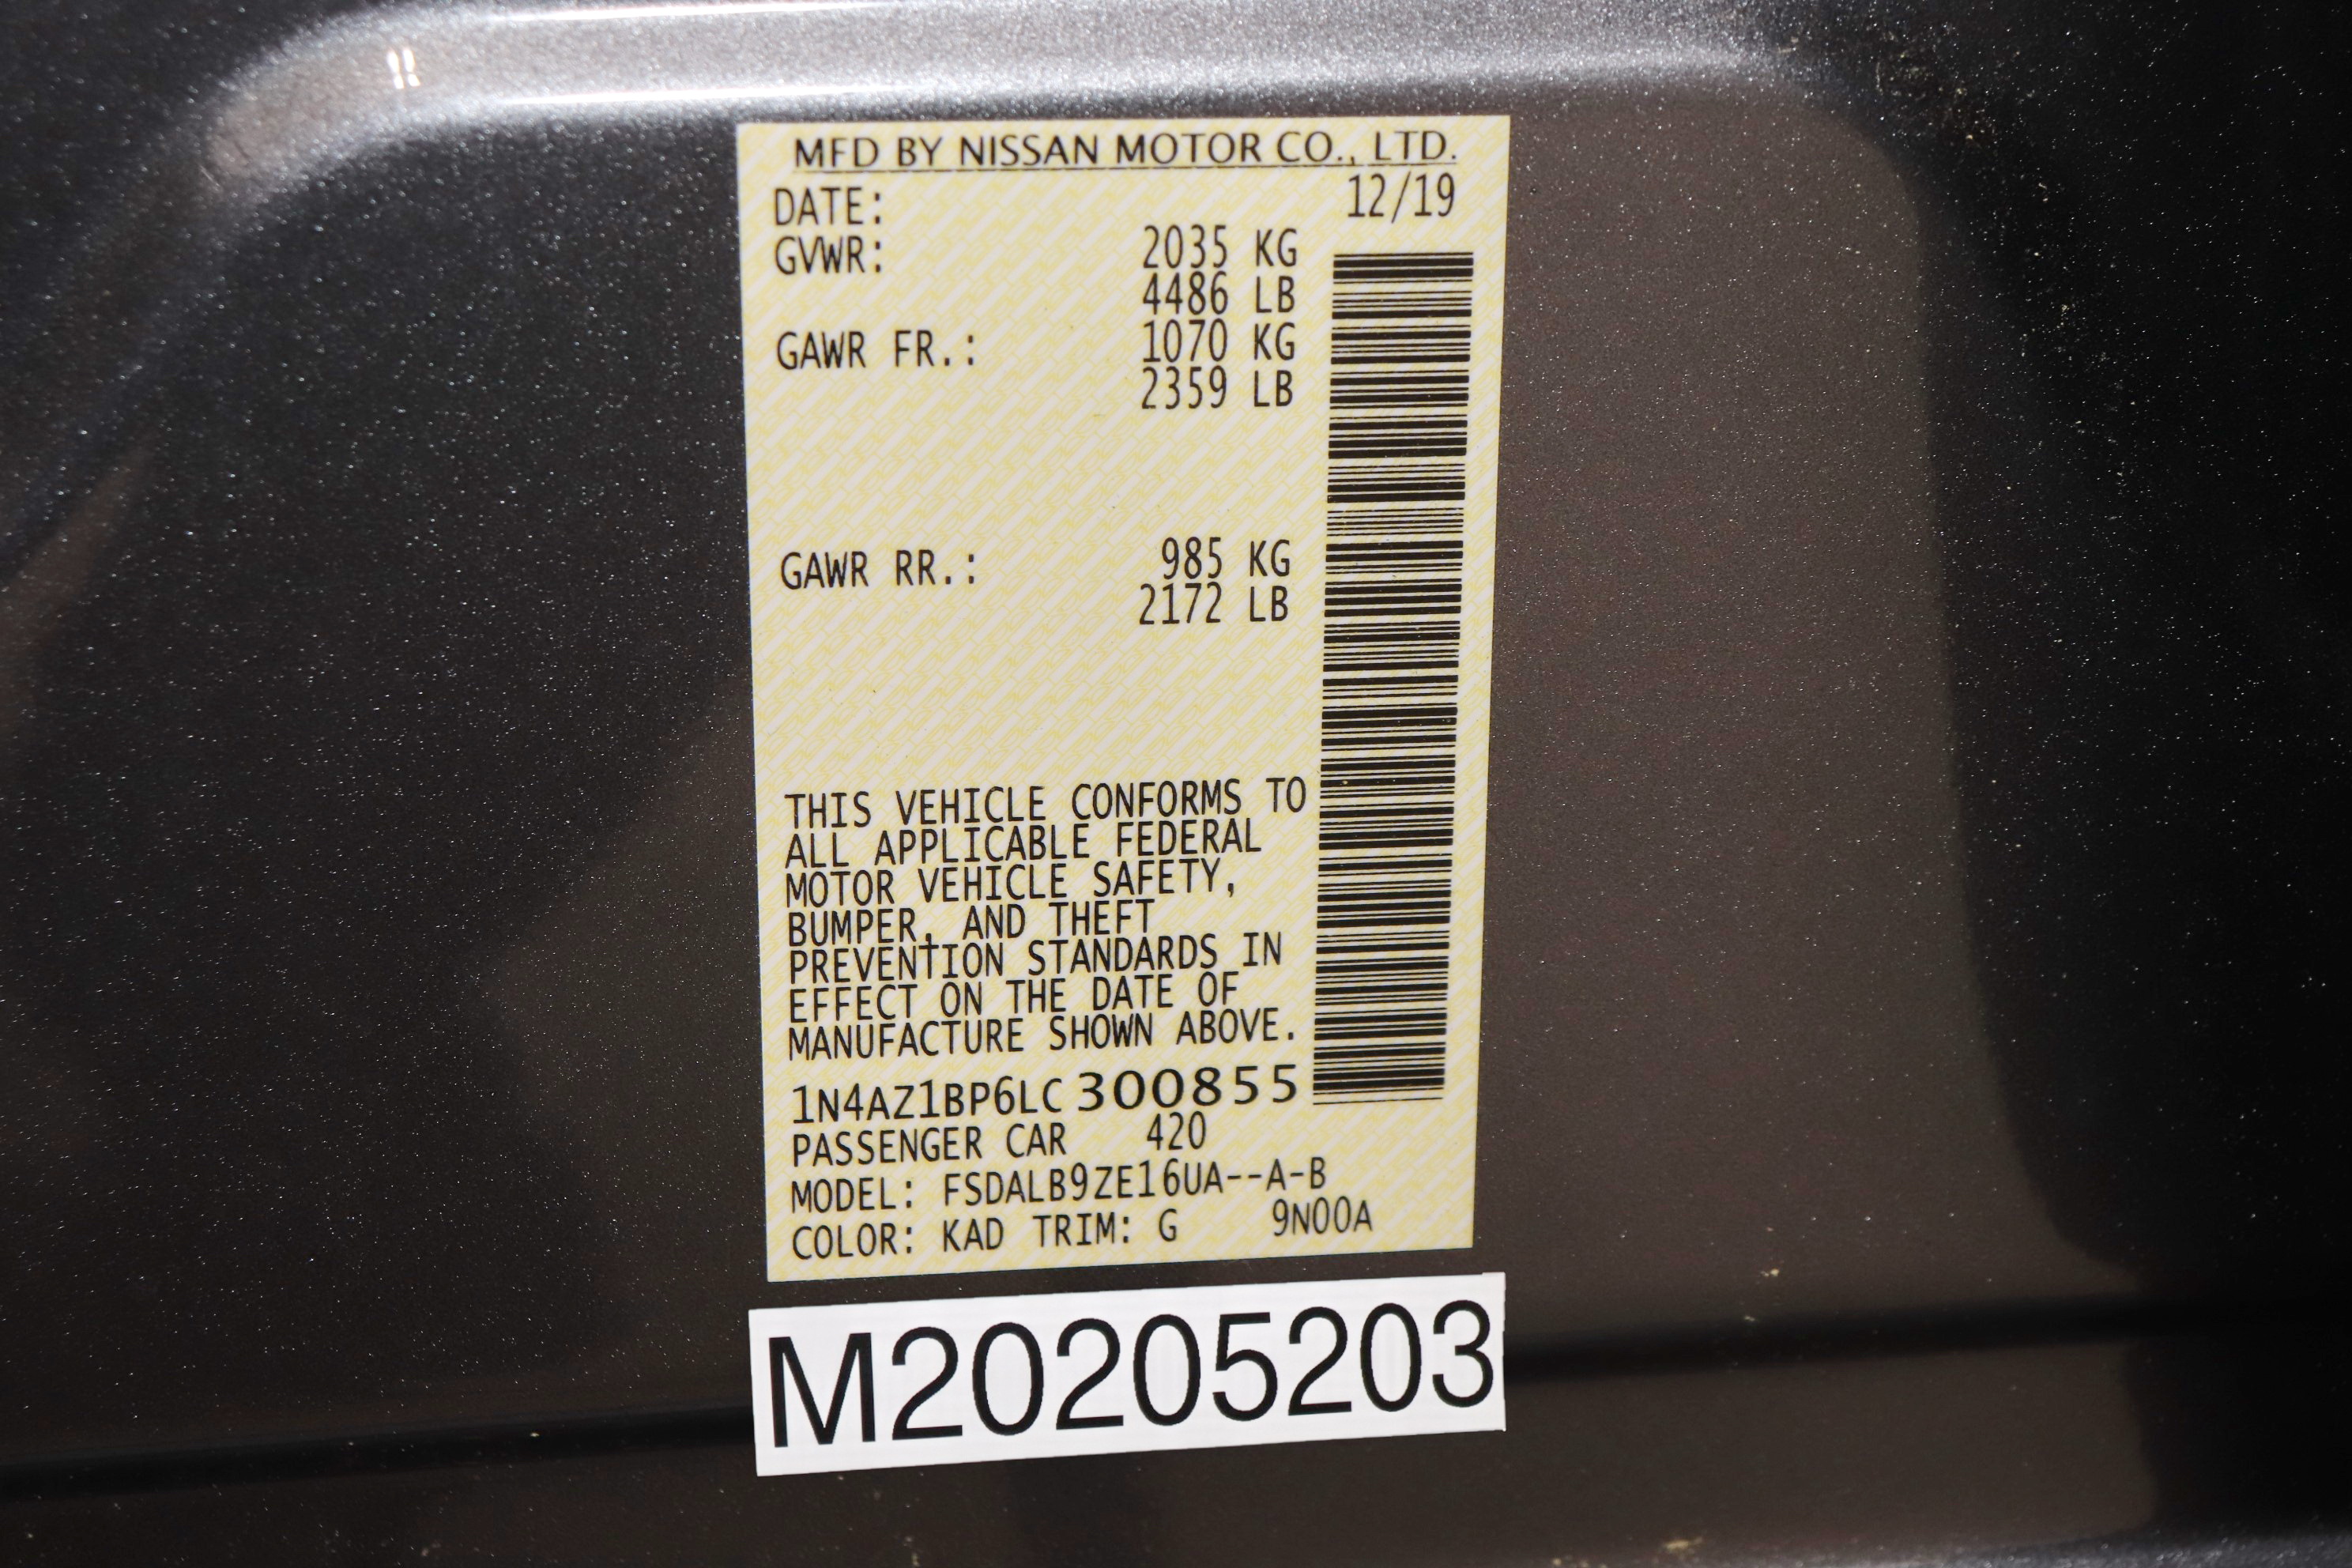 MFD BY NISSAN MOTOR CO., LTD.
DATE: 12/19
GVWR: 2035 KG
4486 LB
GAWR FR.: 1070 KG
2359 LB
GAWR RR.: 985 KG
2172 LB
THIS VEHICLE CONFORMS TO
ALL APPLICABLE FEDERAL
MOTOR VEHICLE SAFETY,
BUMPER, AND THEFT
PREVENTION STANDARDS IN
EFFECT ON THE DATE OF
MANUFACTURE SHOWN ABOVE.
1N4AZ1BP6LC300855
PASSENGER CAR 420
MODEL: FSDALB9ZE16UA--A-B
COLOR: KAD TRIM: G 9N00A
M20205203